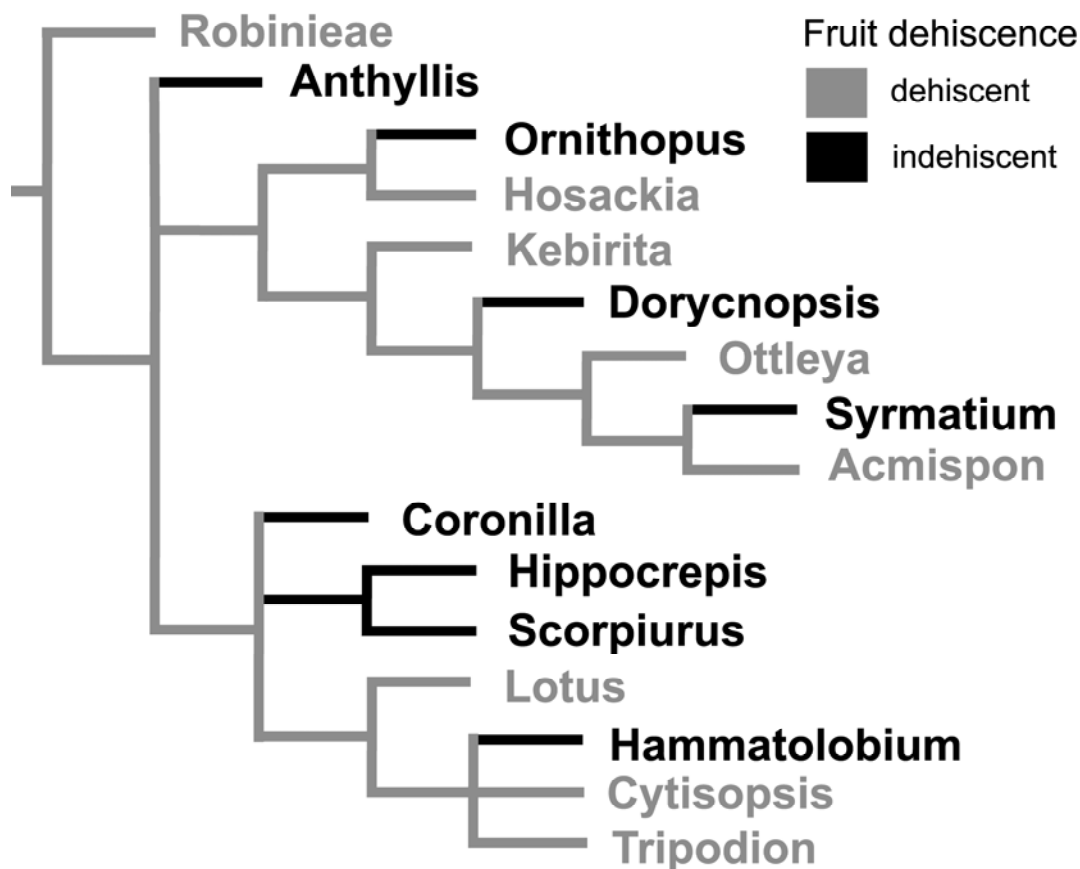 Robinieae
Fruit dehiscence
Anthyllis
dehiscent
Ornithopus
indehiscent
Hosackia
Kebirita
Dorycnopsis
Ottleya
Syrmatium
Acmispon
Coronilla
Hippocrepis
Scorpiurus
Lotus
Hammatolobium
Cytisopsis
Tripodion